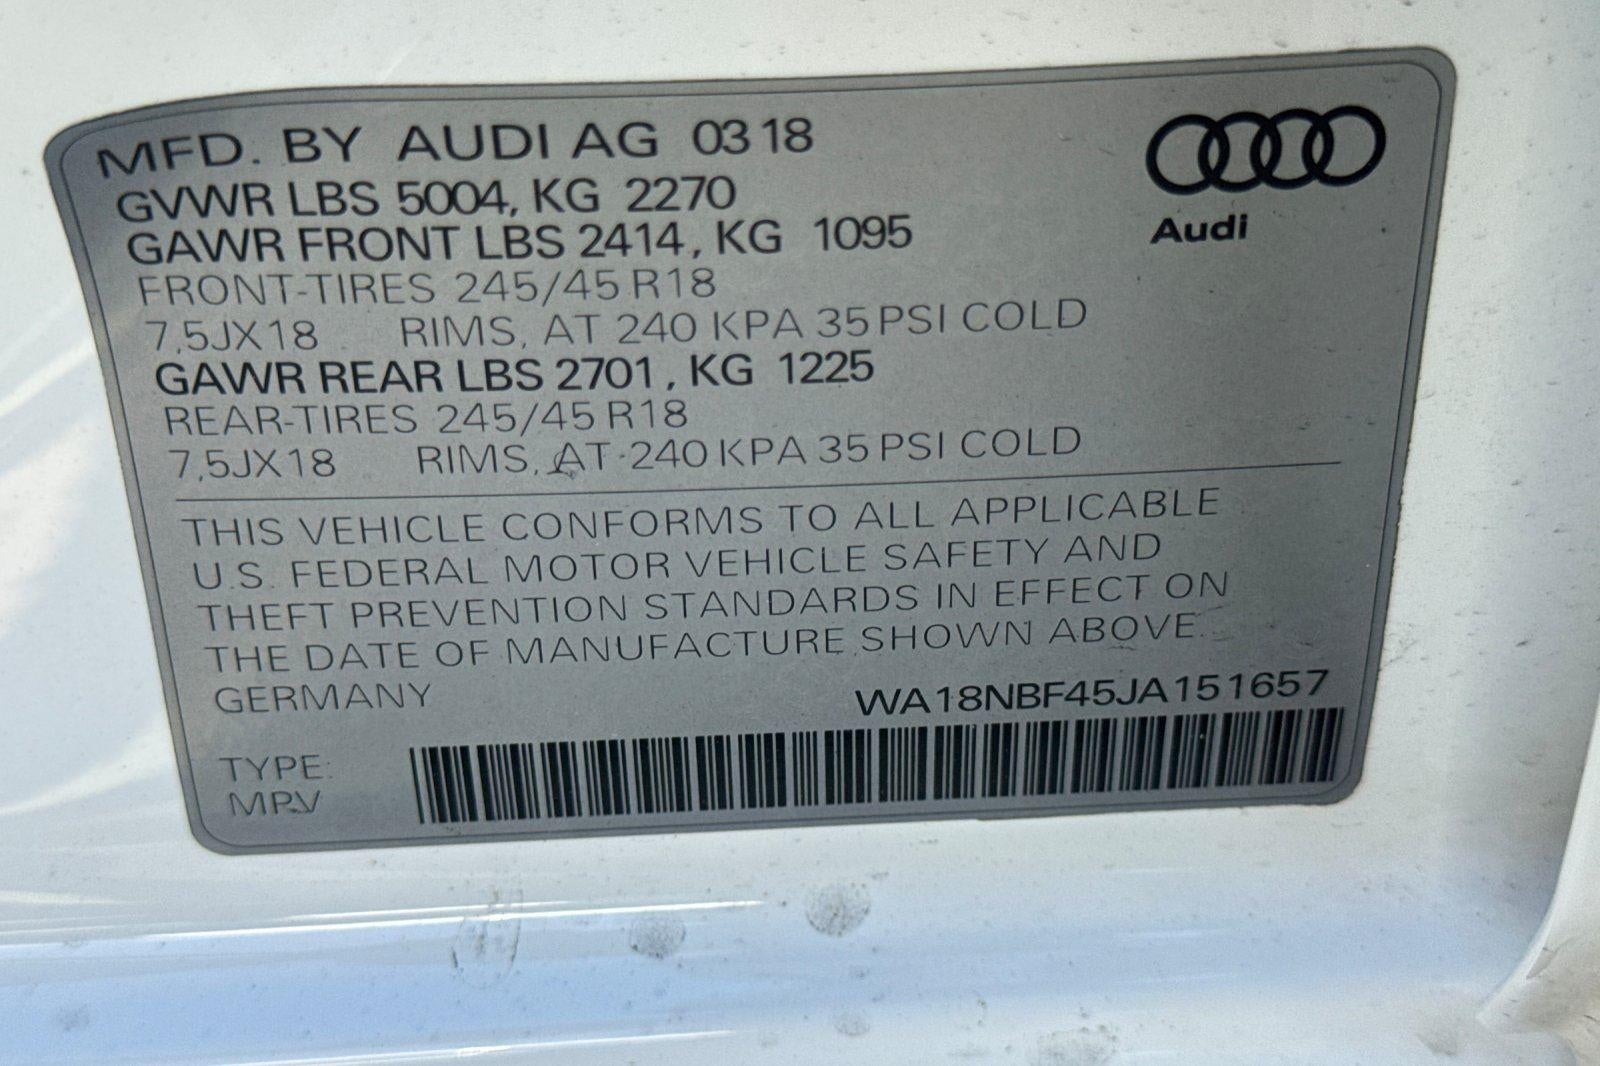 MFD. BY AUDI AG 03 18
GVWR LBS 5004, KG 2270
GAWR FRONT LBS 2414, KG 1095
FRONT-TIRES 245/45 R18
7,5JX18 RIMS, AT 240 KPA 35 PSI COLD
GAWR REAR LBS 2701, KG 1225
REAR-TIRES 245/45 R18
7,5JX18 RIMS, AT 240 KPA 35 PSI COLD
Audi
THIS VEHICLE CONFORMS TO ALL APPLICABLE
U.S. FEDERAL MOTOR VEHICLE SAFETY AND
THEFT PREVENTION STANDARDS IN EFFECT ON
THE DATE OF MANUFACTURE SHOWN ABOVE.
GERMANY
WA18NBF45JA151657
TYPE:
MPV